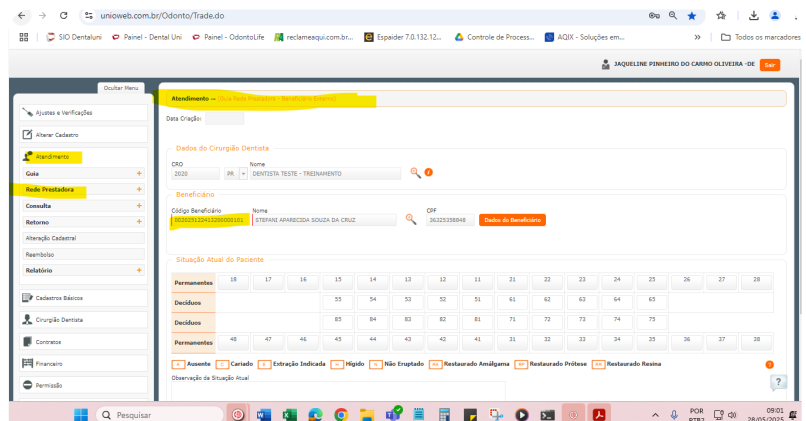 unioweb.com.br/Odonto/Trade.do
SIO Dentaluni Painel - Dental Uni Painel - OdontoLife reclameaqui.com.br... Espaider 7.0.132.12... Controle de Process... AQIX - Soluções em... » Todos os marcadores
JAQUELINE PINHEIRO DO CARMO OLIVEIRA -DE Sair
Ocultar Menu
Ajustes e Verificações
Alterar Cadastro
Atendimento
Guia +
Rede Prestadora +
Consulta +
Retorno +
Alteração Cadastral
Reembolso
Relatório +
Cadastros Básicos
Cirurgião Dentista
Contratos
Financeiro
Permissão
Atendimento -- (Guia Rede Prestadora - Beneficiário Externo)
Data Criação:
Dados do Cirurgião Dentista
CRO Nome
2020 PR DENTISTA TESTE - TREINAMENTO
Beneficiário
Código Beneficiário Nome CPF
STEFANI APARECIDA SOUZA DA CRUZ 36325398848 Dados do Beneficiário
Situação Atual do Paciente
Permanentes 18 17 16 15 14 13 12 11 21 22 23 24 25 26 27 28
Decíduos 55 54 53 52 51 61 62 63 64 65
Decíduos 85 84 83 82 81 71 72 73 74 75
Permanentes 48 47 46 45 44 43 42 41 31 32 33 34 35 36 37 38
A Ausente C Cariado E Extração Indicada H Hígido N Não Eruptado RA Restaurado Amálgama RP Restaurado Prótese RR Restaurado Resina
Observação da Situação Atual
?
Pesquisar
POR 09:01
PTB2 28/05/2025